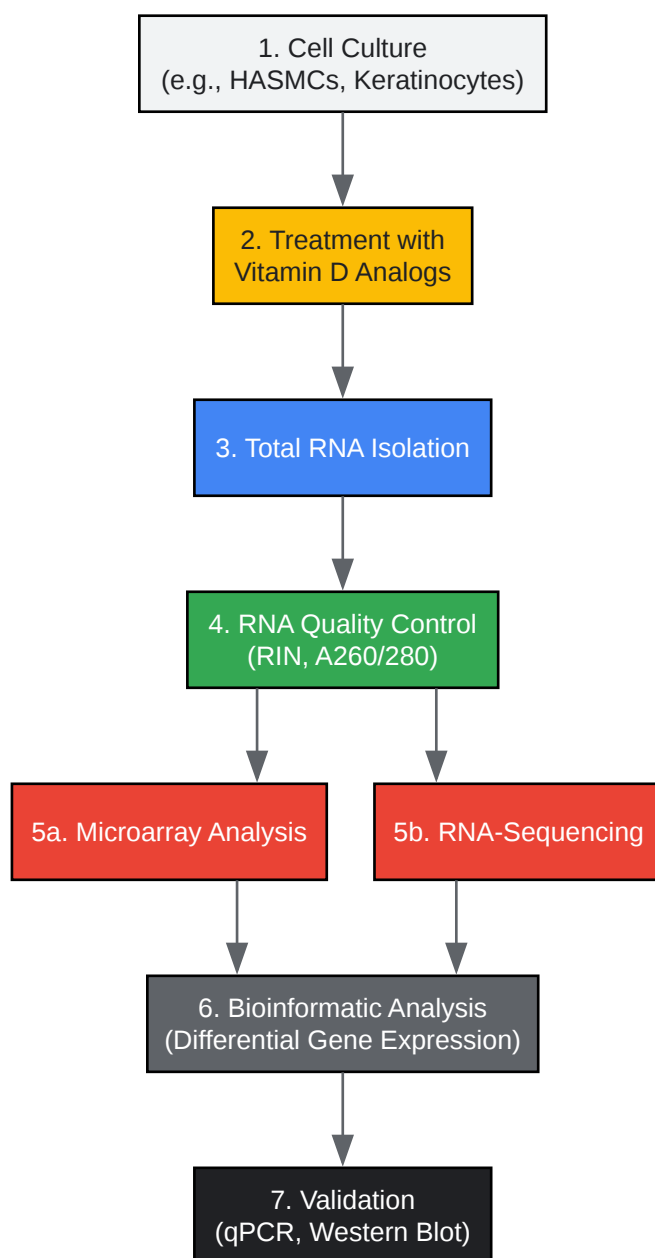 1. Cell Culture
(e.g., HASMCs, Keratinocytes)
2. Treatment with
Vitamin D Analogs
3. Total RNA Isolation
4. RNA Quality Control
(RIN, A260/280)
5a. Microarray Analysis
5b. RNA-Sequencing
6. Bioinformatic Analysis
(Differential Gene Expression)
7. Validation
(qPCR, Western Blot)